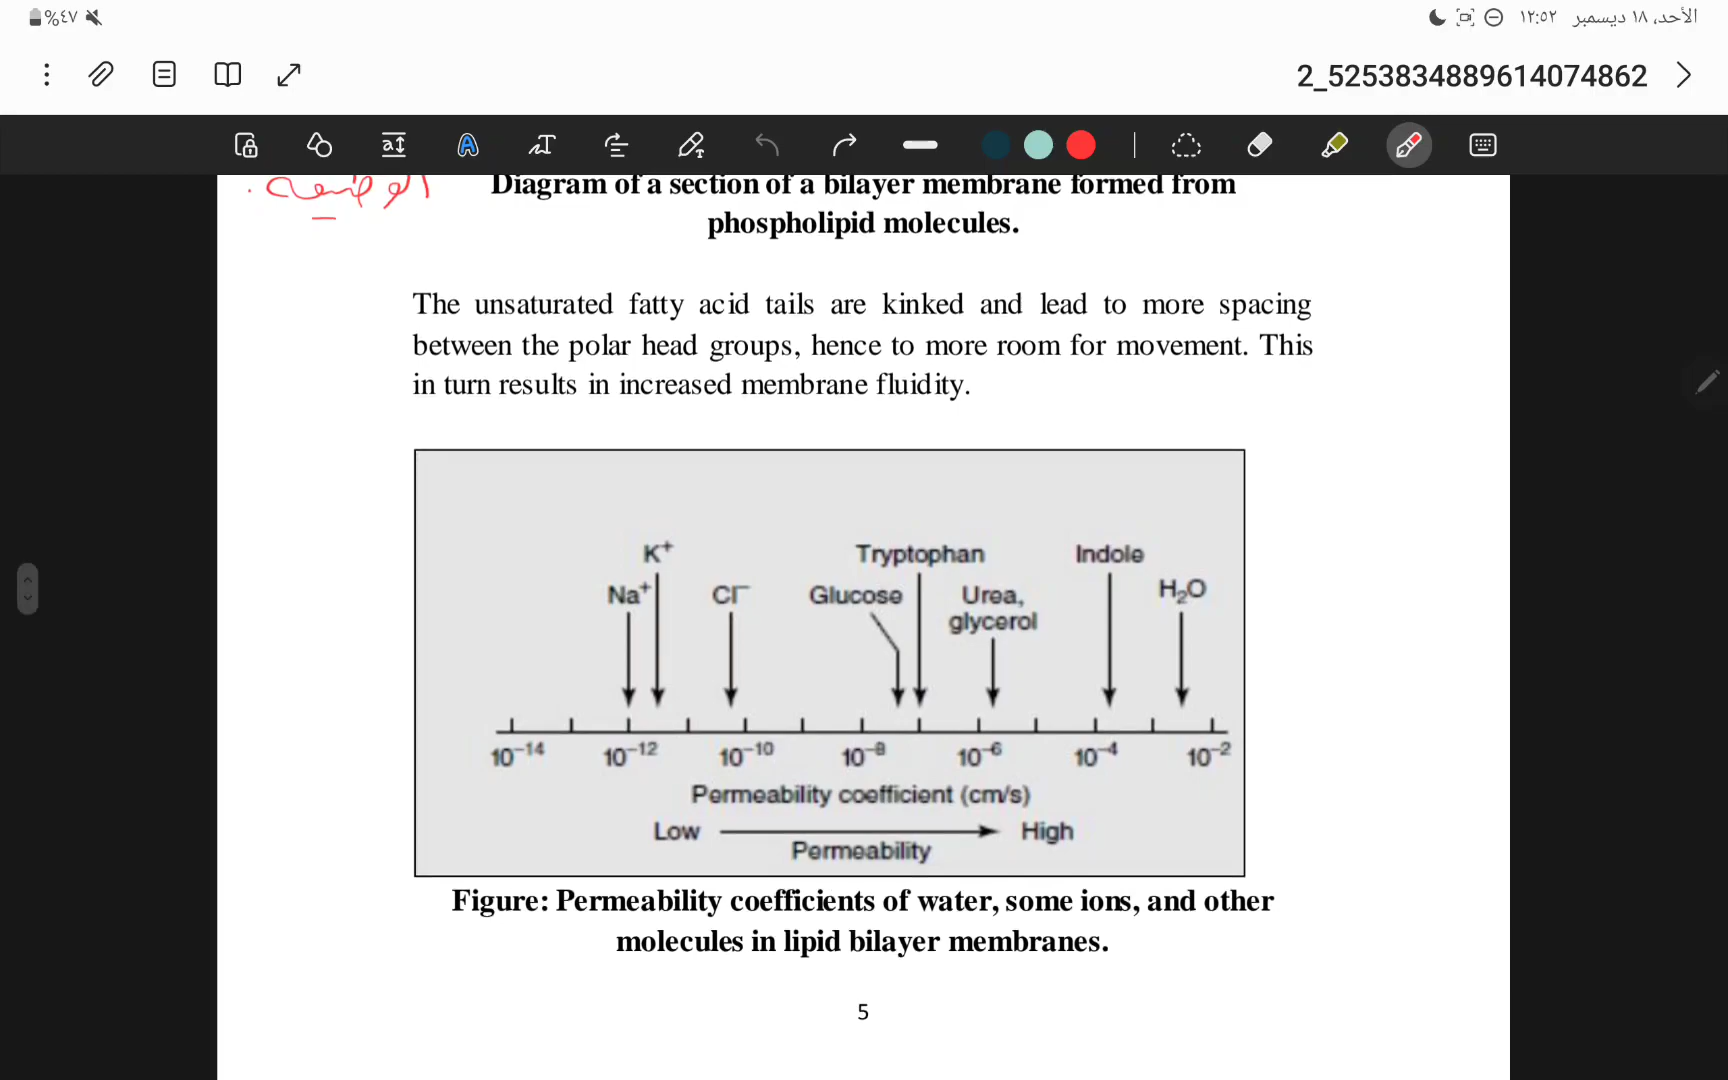 %٤٧
الأحد، ١٨ ديسمبر ١٢:٥٢
2_5253834889614074862
Diagram of a section of a bilayer membrane formed from
phospholipid molecules.
The unsaturated fatty acid tails are kinked and lead to more spacing
between the polar head groups, hence to more room for movement. This
in turn results in increased membrane fluidity.
K⁺
Tryptophan
Indole
Na⁺
Cl⁻
Glucose
Urea,
glycerol
H₂O
10⁻¹⁴ 10⁻¹² 10⁻¹⁰ 10⁻⁸ 10⁻⁶ 10⁻⁴ 10⁻²
Permeability coefficient (cm/s)
Low High
Permeability
Figure: Permeability coefficients of water, some ions, and other
molecules in lipid bilayer membranes.
5